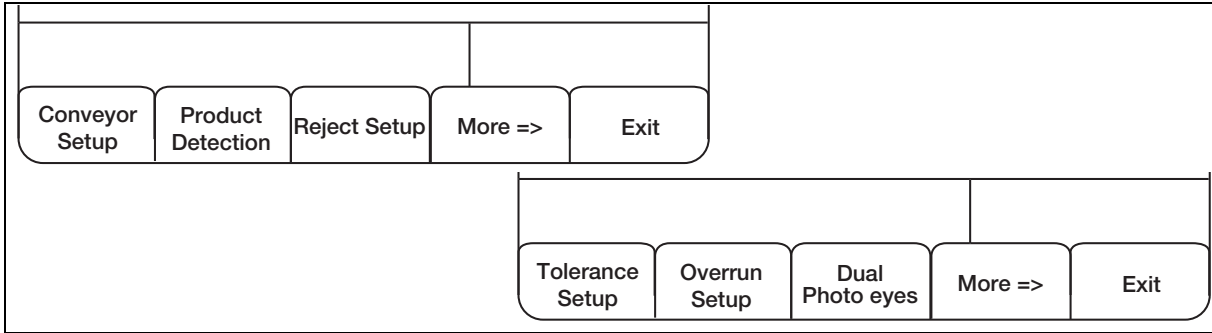 Conveyor
Setup
Product
Detection
Reject Setup
More =>
Exit
Tolerance
Setup
Overrun
Setup
Dual
Photo eyes
More =>
Exit